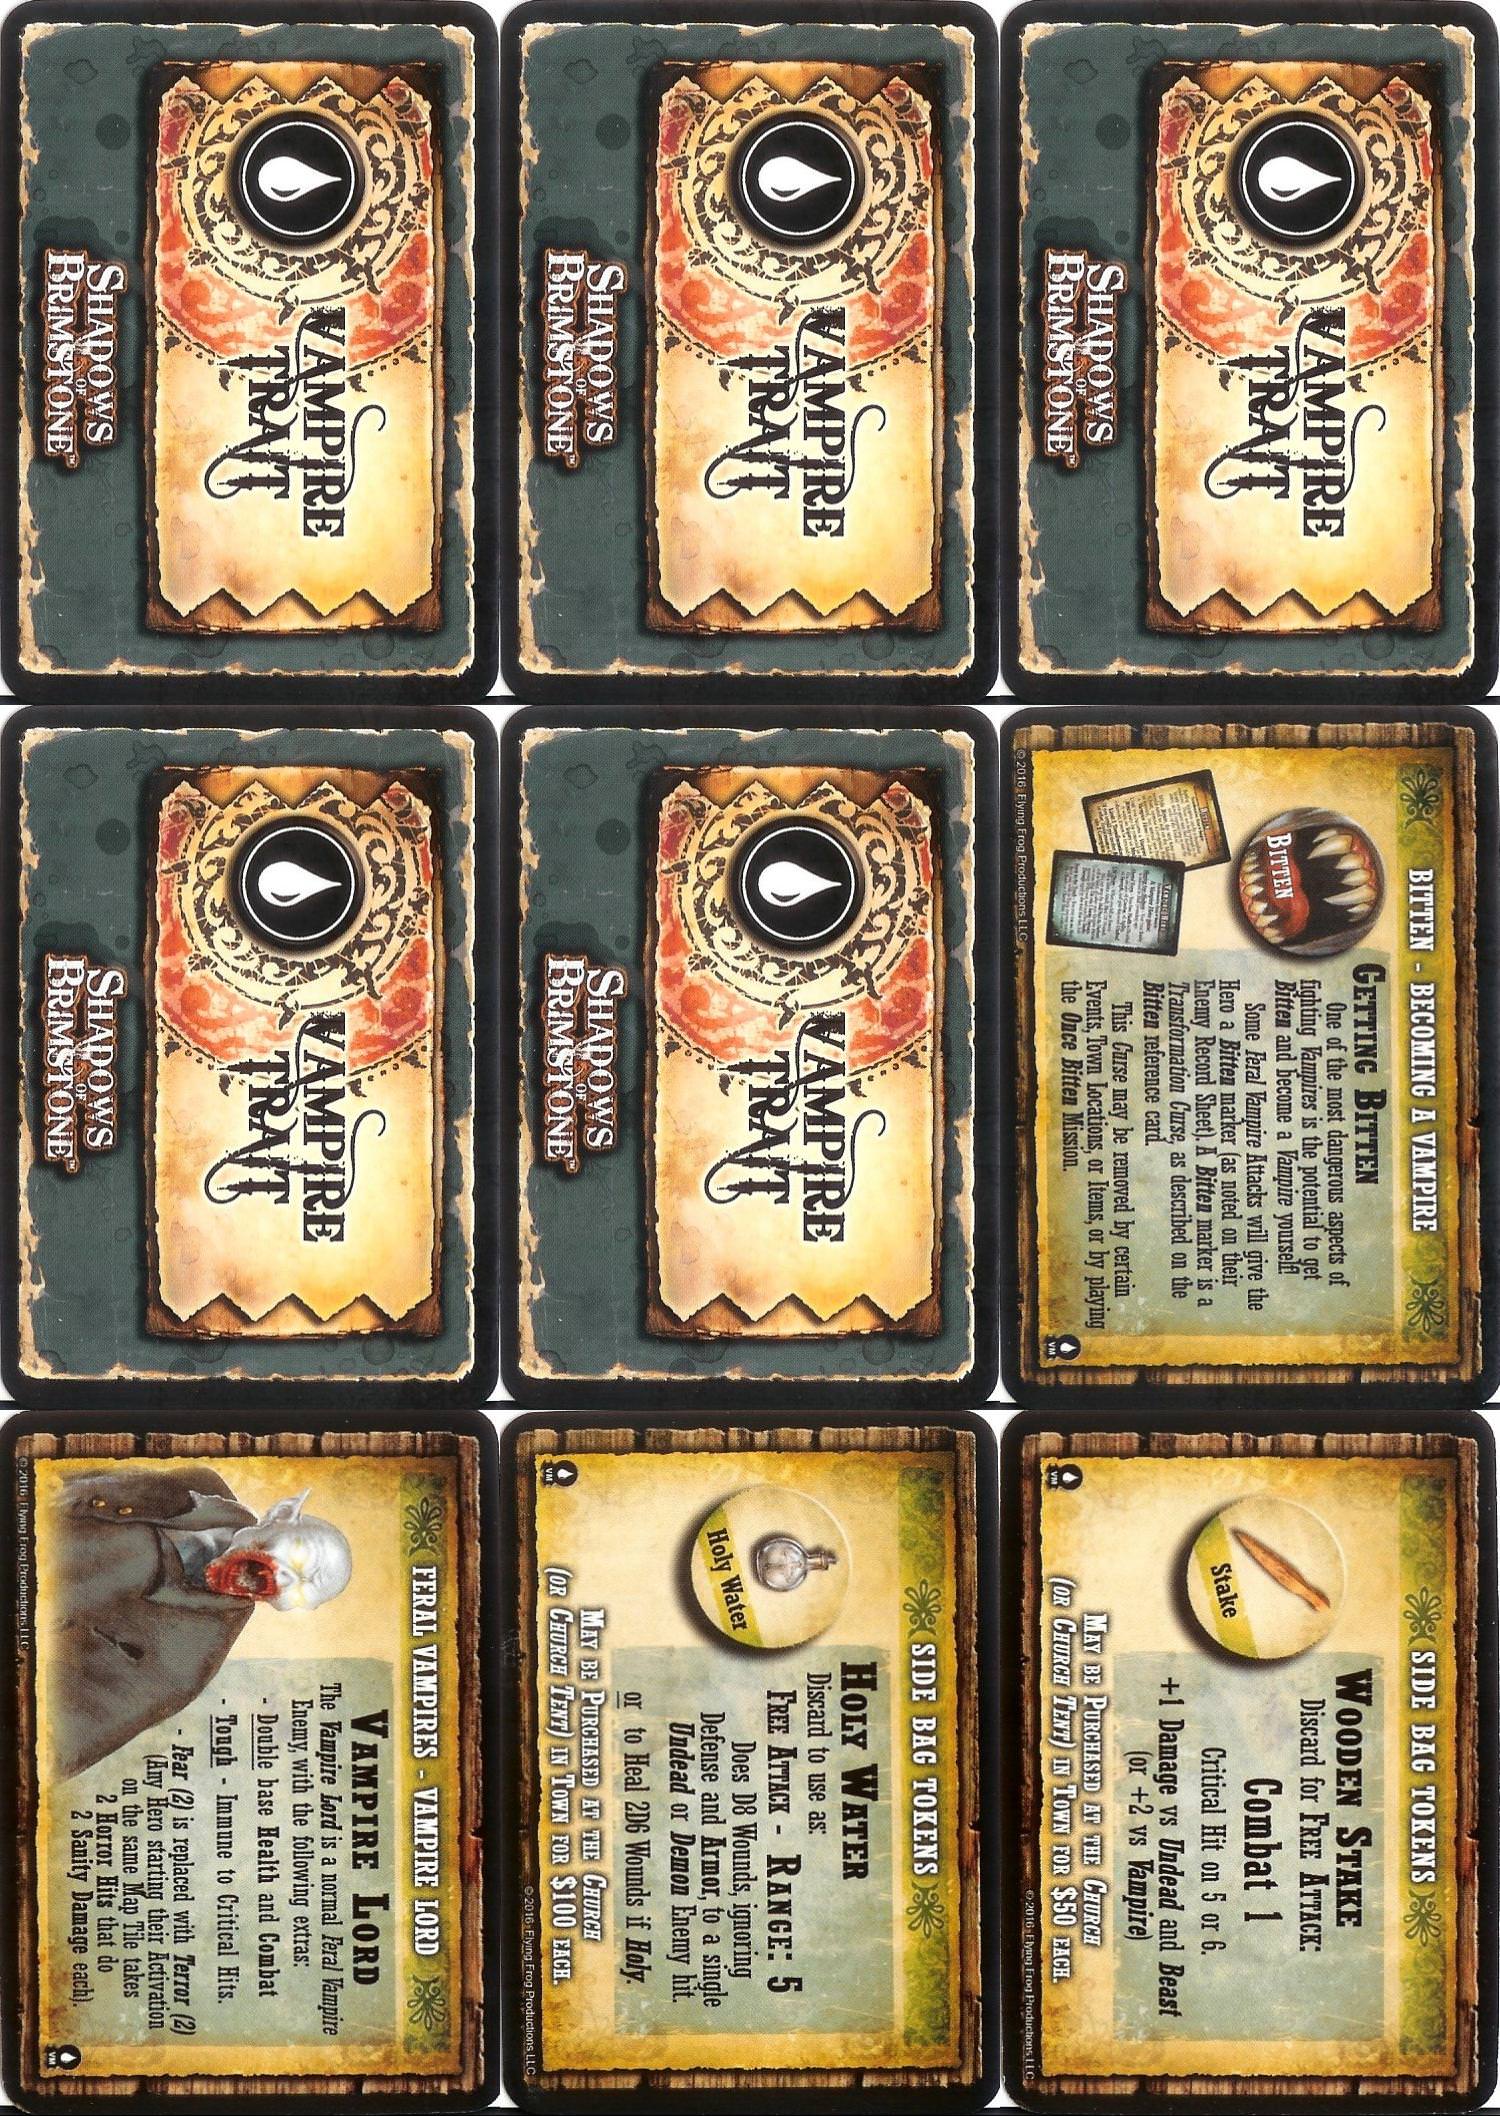 VAMPIRE
TRAIT
SHADOWS
OF
BRIMSTONE™
VAMPIRE
TRAIT
SHADOWS
OF
BRIMSTONE™
VAMPIRE
TRAIT
SHADOWS
OF
BRIMSTONE™
VAMPIRE
TRAIT
SHADOWS
OF
BRIMSTONE™
VAMPIRE
TRAIT
SHADOWS
OF
BRIMSTONE™
BITTEN - BECOMING A VAMPIRE
GETTING BITTEN
One of the most dangerous aspects of
fighting Vampires is the potential to get
Bitten and become a Vampire yourself!
Some Feral Vampire Attacks will give the
Hero a Bitten marker (as noted on their
Enemy Record Sheet). A Bitten marker is a
Transformation Curse, as described on the
Bitten reference card.
This Curse may be removed by certain
Events, Town Locations, or Items, or by playing
the Once Bitten Mission.
BITTEN
© 2016 Flying Frog Productions LLC
VM
FERAL VAMPIRES - VAMPIRE LORD
VAMPIRE LORD
The Vampire Lord is a normal Feral Vampire
Enemy, with the following extras:
- Double base Health and Combat
- Tough - Immune to Critical Hits.
- Fear (2) is replaced with Terror (2)
(Any Hero starting their Activation
on the same Map Tile takes
2 Horror Hits that do
2 Sanity Damage each).
© 2016 Flying Frog Productions LLC
VM
SIDE BAG TOKENS
HOLY WATER
Discard to use as:
FREE ATTACK - RANGE: 5
Does D8 Wounds, ignoring
Defense and Armor, to a single
Undead or Demon Enemy hit.
or to Heal 2D6 Wounds if Holy.
Holy Water
MAY BE PURCHASED AT THE CHURCH
(OR CHURCH TENT) IN TOWN FOR $100 EACH.
VM
© 2016 Flying Frog Productions LLC
SIDE BAG TOKENS
WOODEN STAKE
Discard for FREE ATTACK:
Combat 1
Critical Hit on 5 or 6.
+1 Damage vs Undead and Beast
(or +2 vs Vampire)
Stake
MAY BE PURCHASED AT THE CHURCH
(OR CHURCH TENT) IN TOWN FOR $50 EACH.
VM
© 2016 Flying Frog Productions LLC